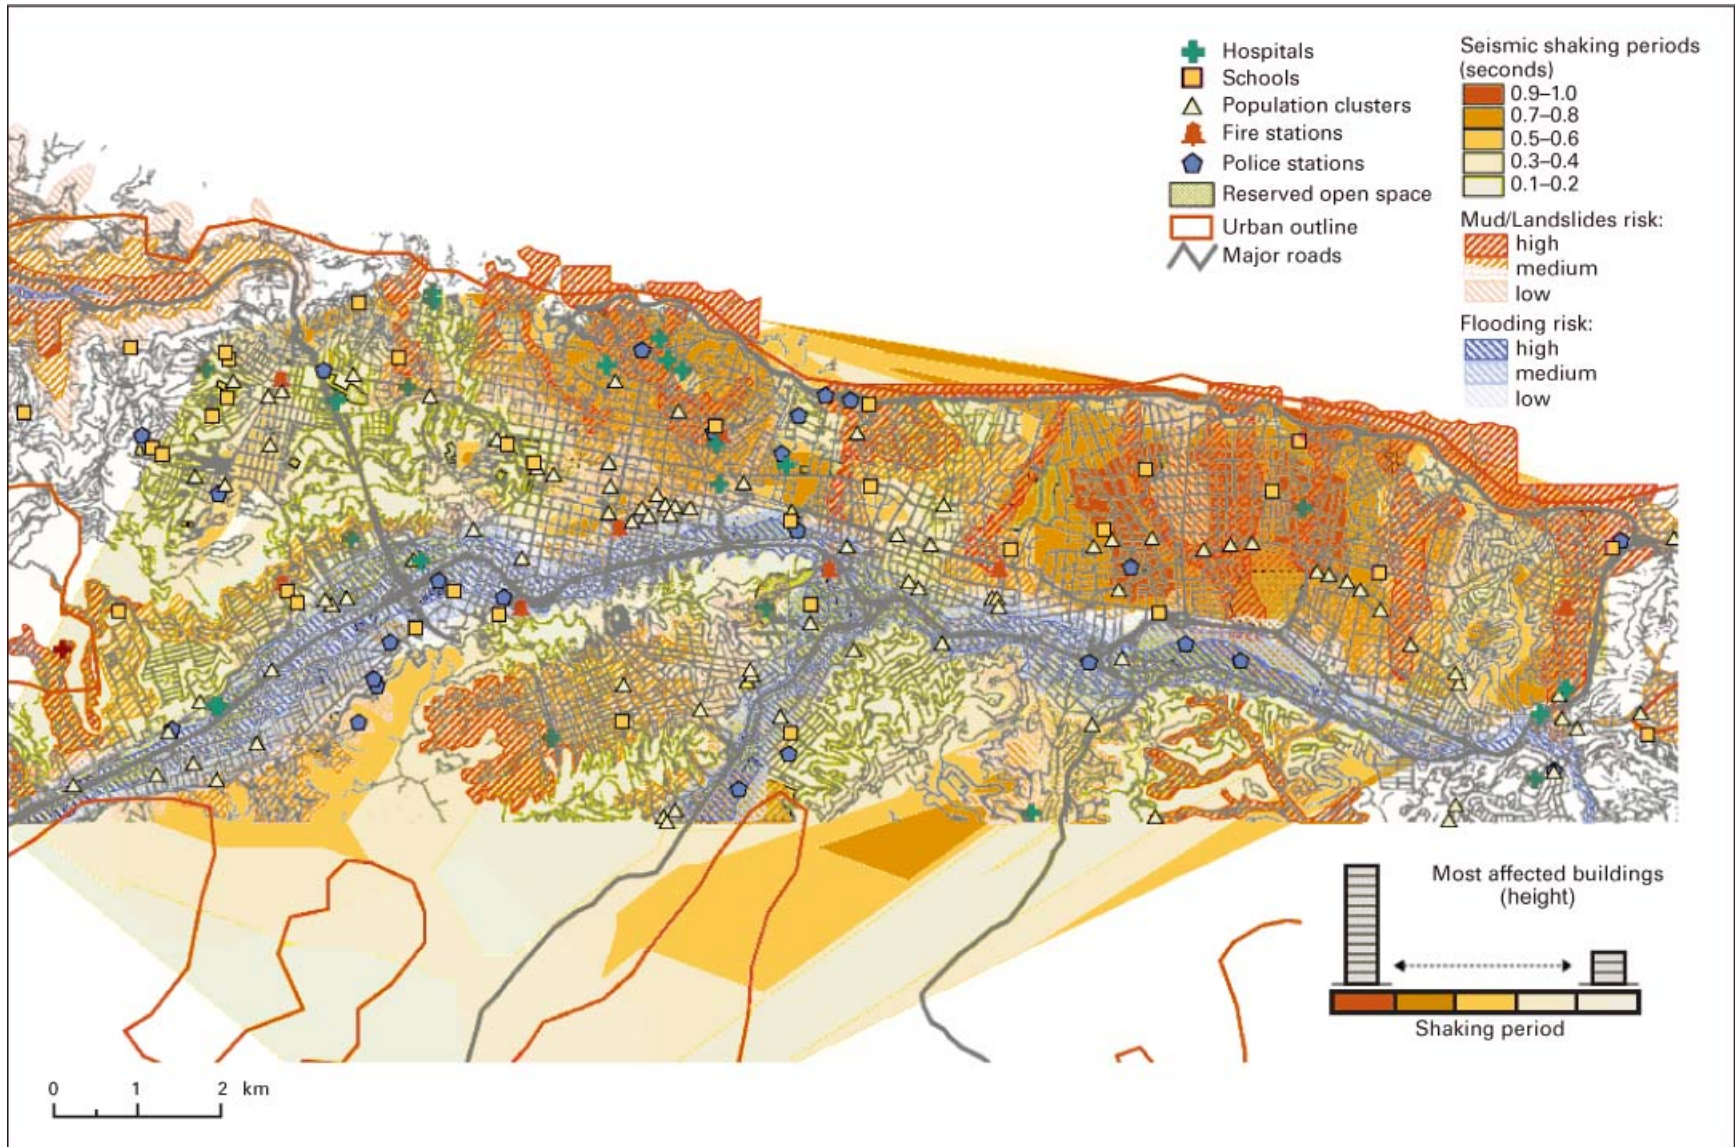 Hospitals
Schools
Population clusters
Fire stations
Police stations
Reserved open space
Urban outline
Major roads
Seismic shaking periods
(seconds)
0.9–1.0
0.7–0.8
0.5–0.6
0.3–0.4
0.1–0.2
Mud/Landslides risk:
high
medium
low
Flooding risk:
high
medium
low
Most affected buildings
(height)
Shaking period
0 1 2 km